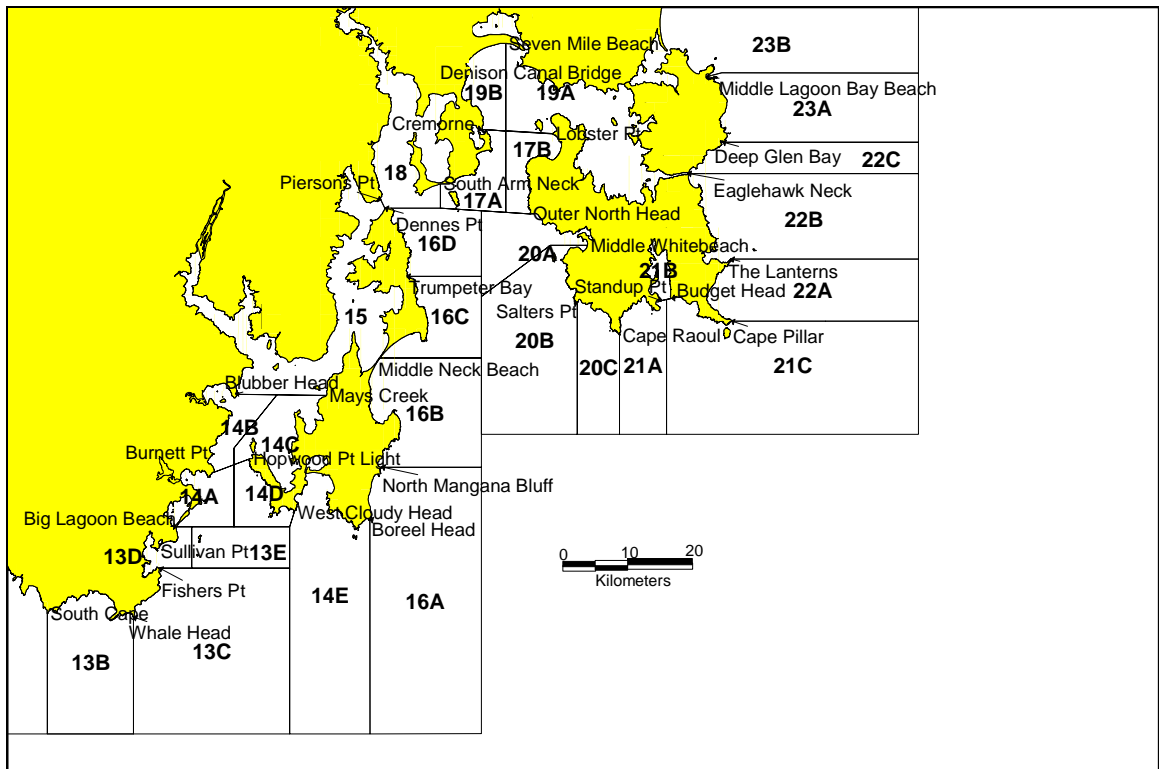 23B
Seven Mile Beach
Denison Canal Bridge
Middle Lagoon Bay Beach
19B
19A
23A
Cremorne
Lobster Pt
17B
Deep Glen Bay
22C
18
Piersons Pt
South Arm Neck
Eaglehawk Neck
17A
Outer North Head
22B
Dennes Pt
16D
20A
Middle Whitebeach
21B
The Lanterns
Trumpeter Bay
Standup Pt
Budget Head
22A
15
16C
Salters Pt
Cape Raoul
Cape Pillar
20B
20C
21A
21C
Middle Neck Beach
Blubber Head
Mays Creek
16B
14B
14C
Burnett Pt
Hopwood Pt Light
North Mangana Bluff
14A
14D
Big Lagoon Beach
West Cloudy Head
Boreel Head
13D
Sullivan Pt
13E
0 10 20
Kilometers
Fishers Pt
14E
16A
South Cape
Whale Head
13C
13B